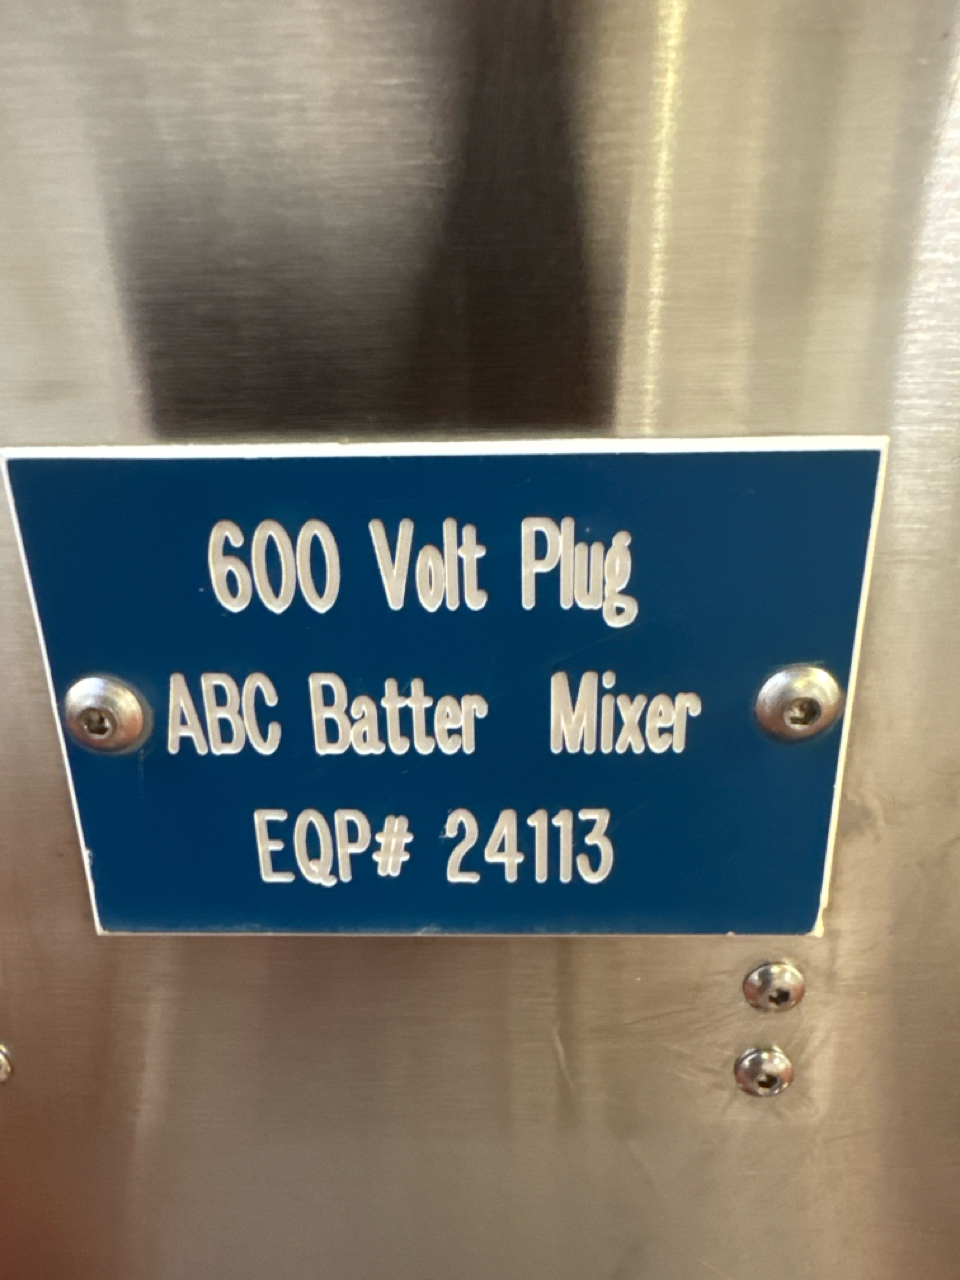 600 Volt Plug
ABC Batter Mixer
EQP# 24113